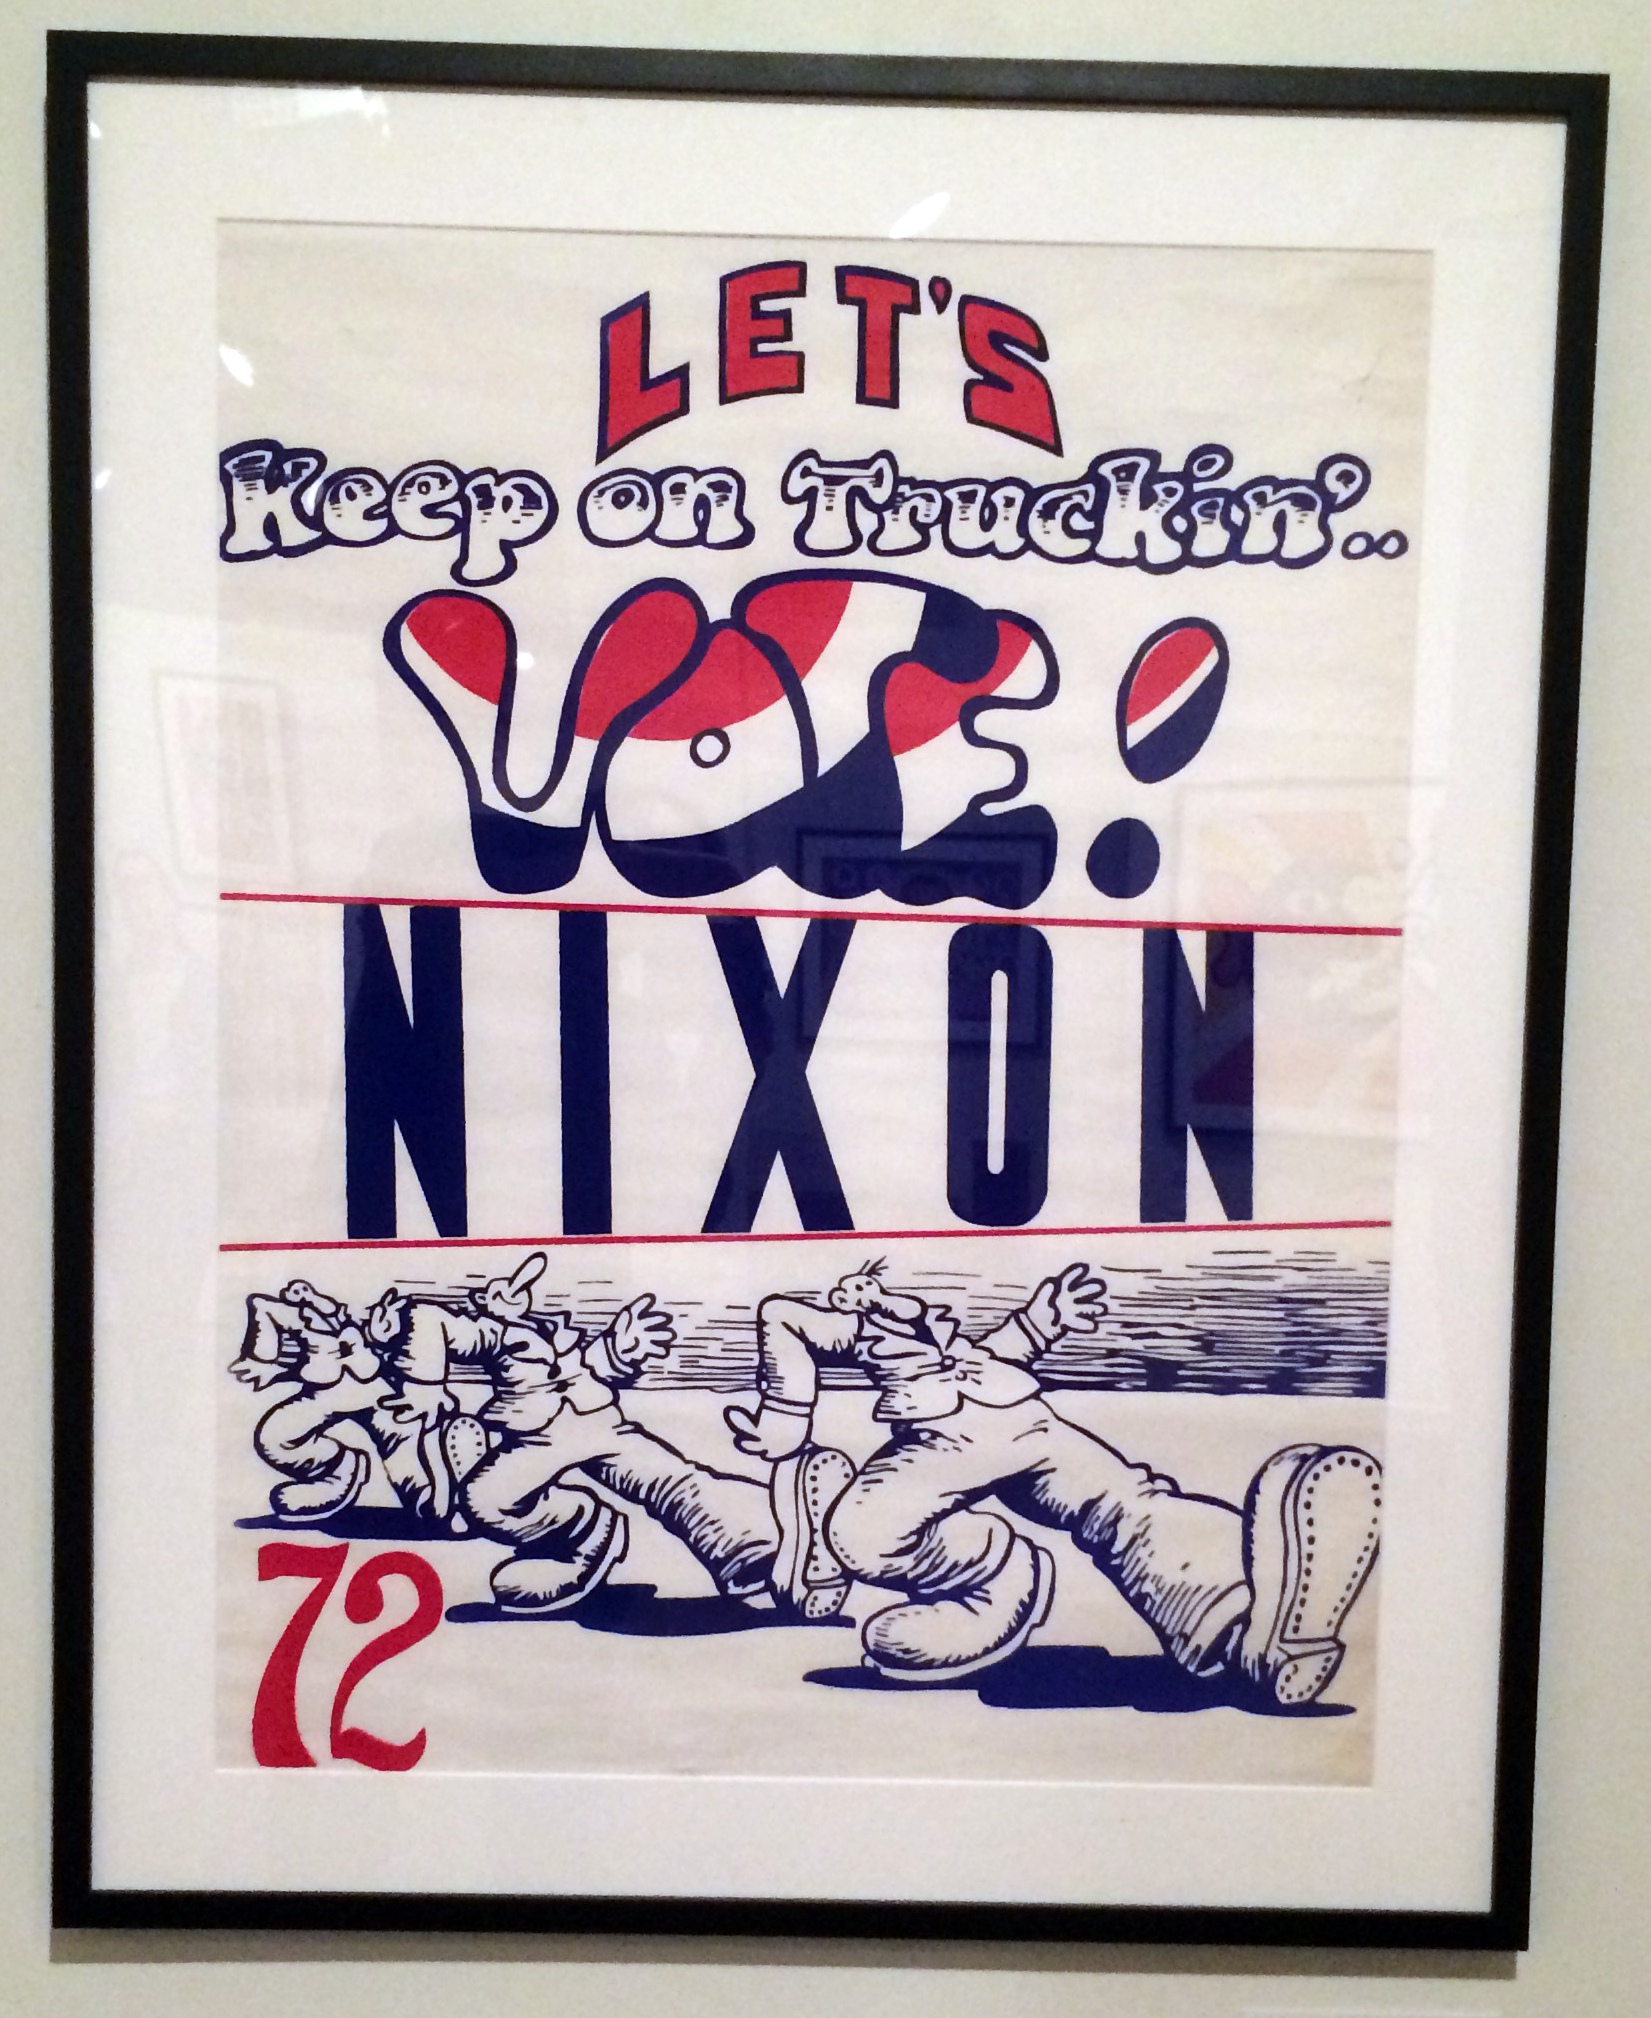 LET'S
Keep on Truckin'..
VOTE!
NIXON
72